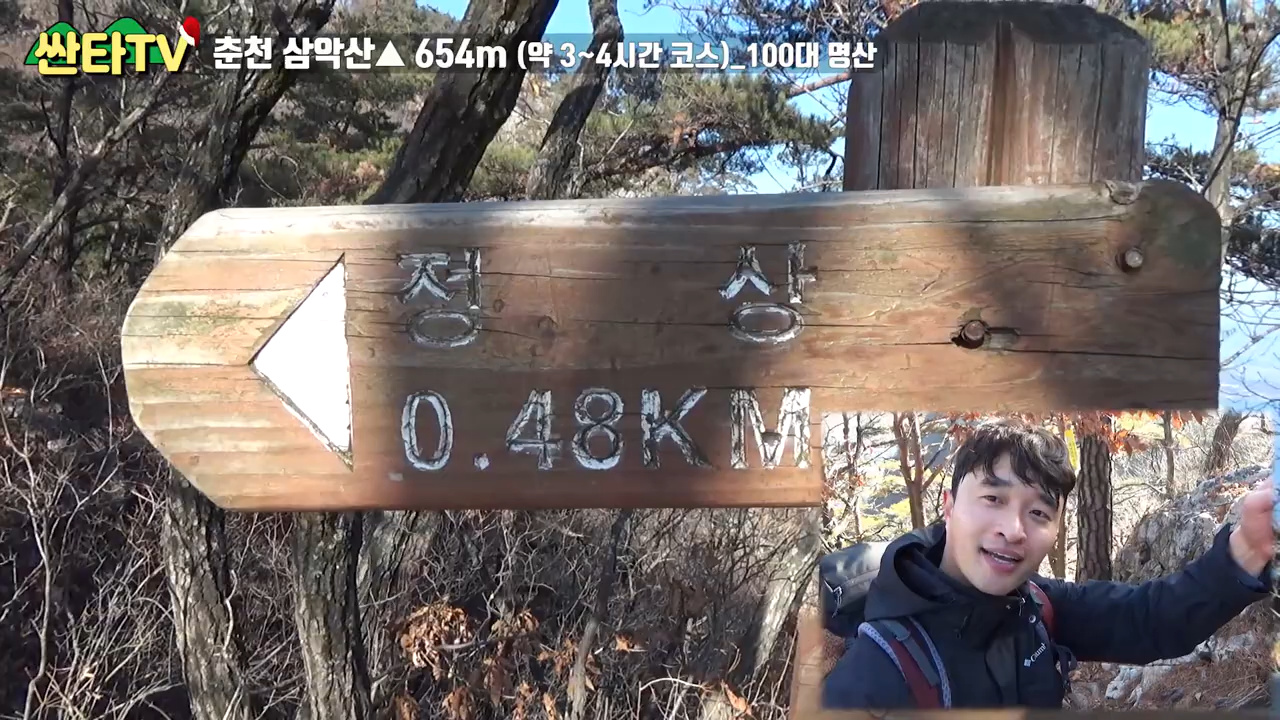 싼타TV 춘천 삼악산▲ 654m (약 3~4시간 코스)_100대 명산
정 상
0.48KM
Columbia